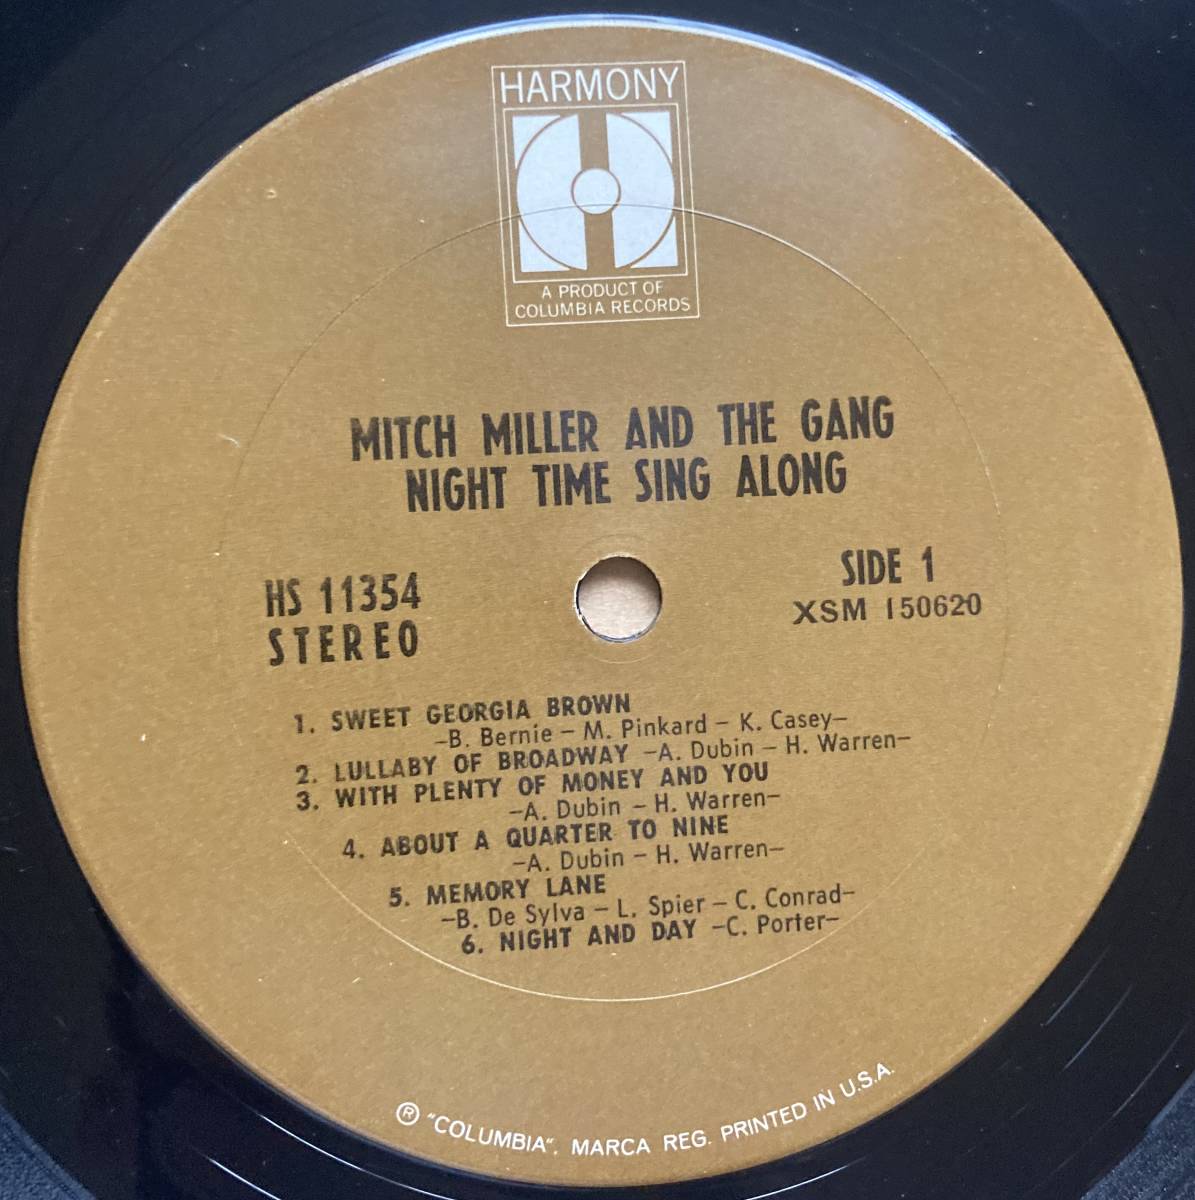 HARMONY
A PRODUCT OF
COLUMBIA RECORDS
MITCH MILLER AND THE GANG
NIGHT TIME SING ALONG
HS 11354
STEREO
SIDE 1
XSM 150620
1. SWEET GEORGIA BROWN
–B. Bernie – M. Pinkard – K. Casey–
2. LULLABY OF BROADWAY –A. Dubin – H. Warren–
3. WITH PLENTY OF MONEY AND YOU
–A. Dubin – H. Warren–
4. ABOUT A QUARTER TO NINE
–A. Dubin – H. Warren–
5. MEMORY LANE
–B. De Sylva – L. Spier – C. Conrad–
6. NIGHT AND DAY –C. Porter–
® "COLUMBIA". MARCA REG. PRINTED IN U.S.A.